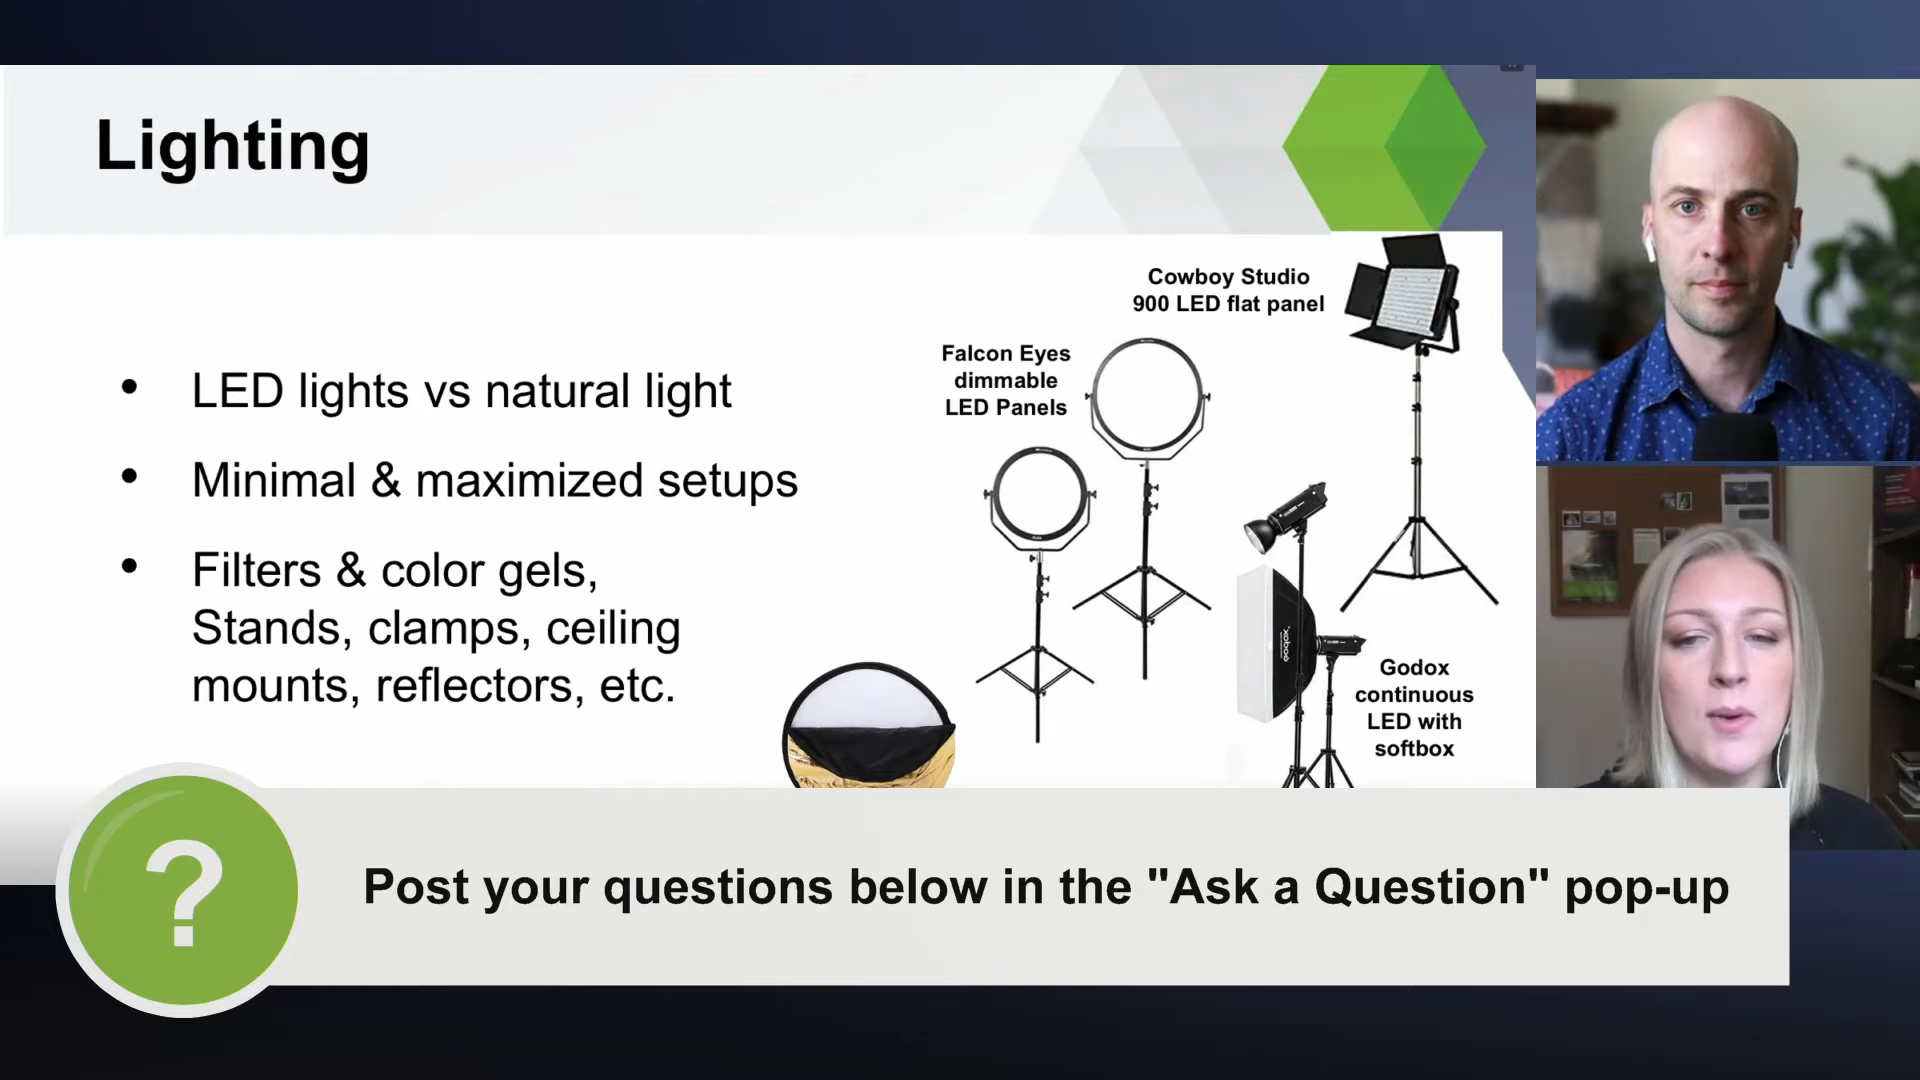 Lighting
• LED lights vs natural light
• Minimal & maximized setups
• Filters & color gels,
Stands, clamps, ceiling
mounts, reflectors, etc.
Cowboy Studio
900 LED flat panel
Falcon Eyes
dimmable
LED Panels
Godox
Godox
continuous
LED with
softbox
?
Post your questions below in the "Ask a Question" pop-up